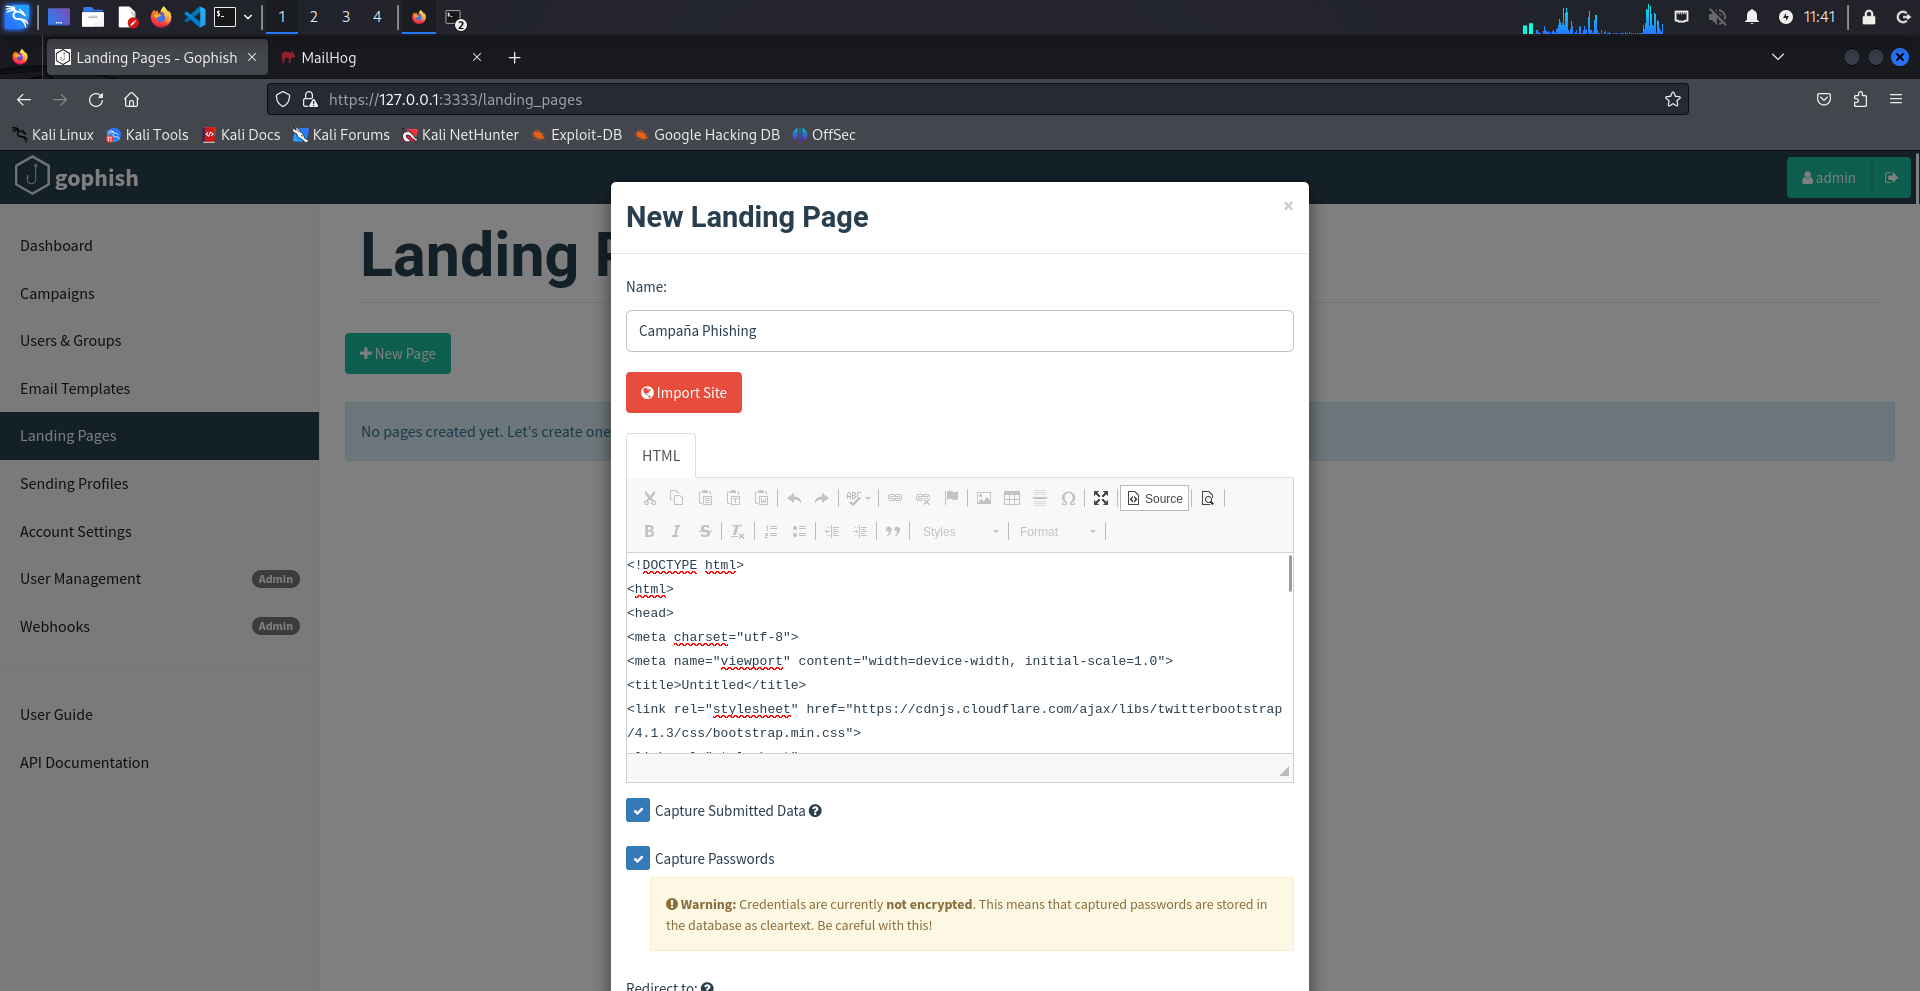 1 2 3 4 2 11:41
Landing Pages - Gophish MailHog
https://127.0.0.1:3333/landing_pages
Kali Linux Kali Tools Kali Docs Kali Forums Kali NetHunter Exploit-DB Google Hacking DB OffSec
gophish admin
Dashboard
Campaigns
Users & Groups
Email Templates
Landing Pages
Sending Profiles
Account Settings
User Management Admin
Webhooks Admin
User Guide
API Documentation
Landing P
New Page
No pages created yet. Let's create one
New Landing Page
×
Name:
Campaña Phishing
Import Site
HTML
Source
Styles Format
<!DOCTYPE html>
<html>
<head>
<meta charset="utf-8">
<meta name="viewport" content="width=device-width, initial-scale=1.0">
<title>Untitled</title>
<link rel="stylesheet" href="https://cdnjs.cloudflare.com/ajax/libs/twitterbootstrap
/4.1.3/css/bootstrap.min.css">
Capture Submitted Data
Capture Passwords
Warning: Credentials are currently not encrypted. This means that captured passwords are stored in
the database as cleartext. Be careful with this!
Redirect to: